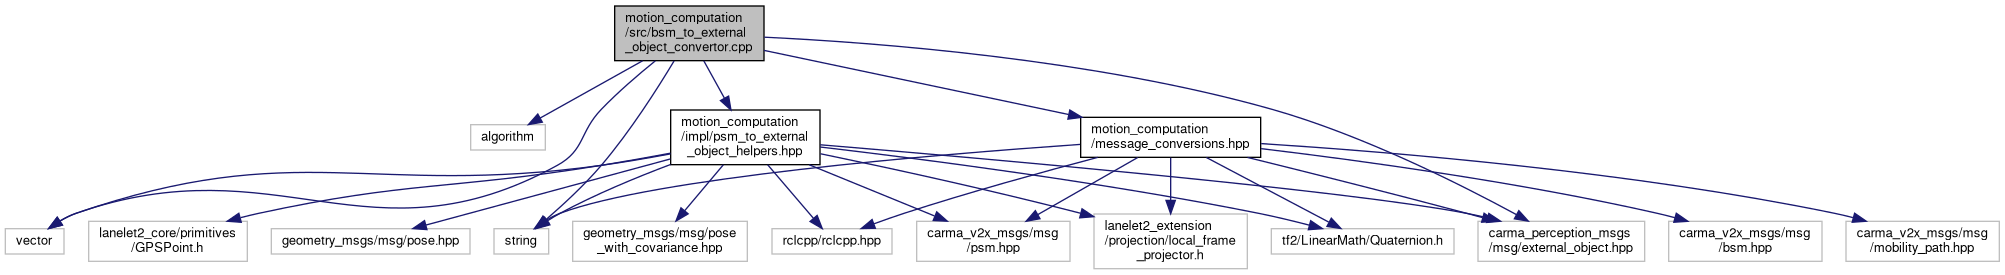 motion_computation
/src/bsm_to_external
_object_convertor.cpp
algorithm
motion_computation
/impl/psm_to_external
_object_helpers.hpp
motion_computation
/message_conversions.hpp
vector
lanelet2_core/primitives
/GPSPoint.h
geometry_msgs/msg/pose.hpp
string
geometry_msgs/msg/pose
_with_covariance.hpp
rclcpp/rclcpp.hpp
carma_v2x_msgs/msg
/psm.hpp
lanelet2_extension
/projection/local_frame
_projector.h
tf2/LinearMath/Quaternion.h
carma_perception_msgs
/msg/external_object.hpp
carma_v2x_msgs/msg
/bsm.hpp
carma_v2x_msgs/msg
/mobility_path.hpp